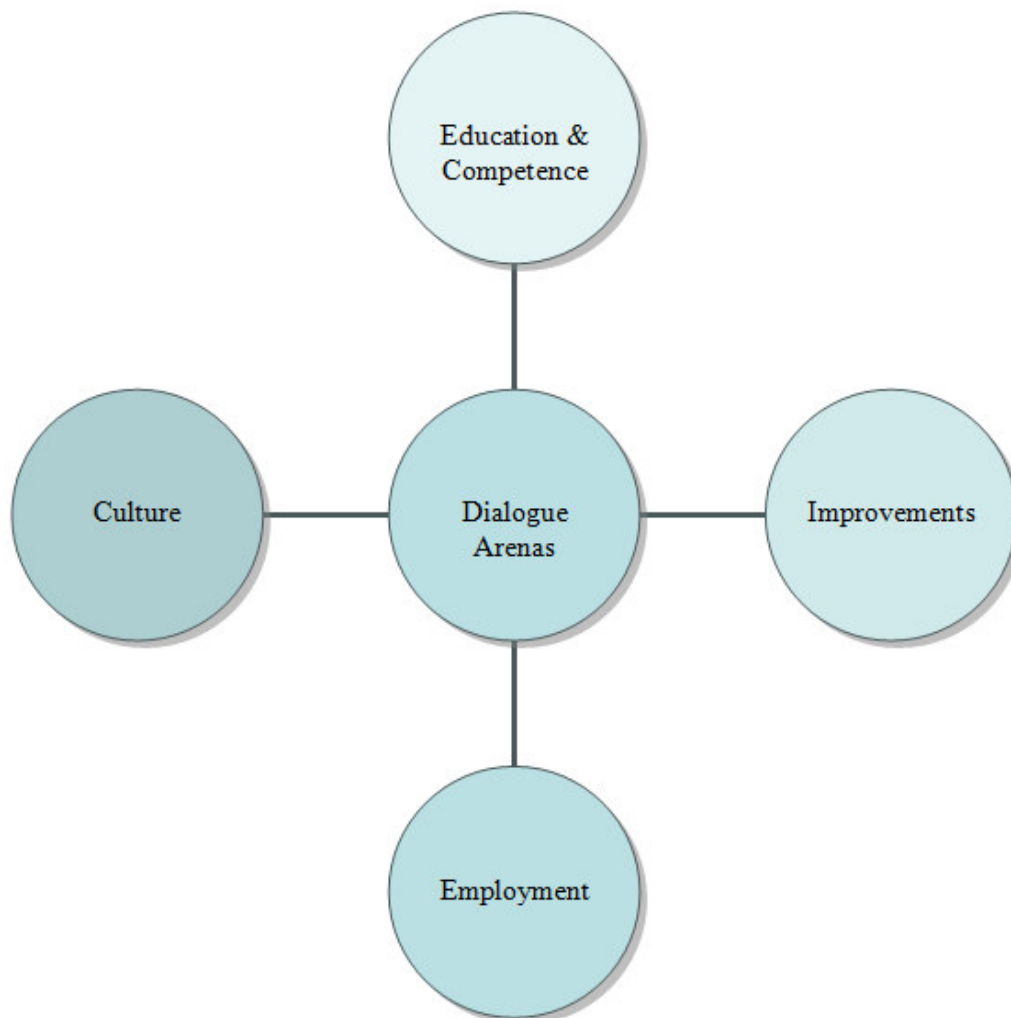 Education &
Competence
Culture
Dialogue
Arenas
Improvements
Employment